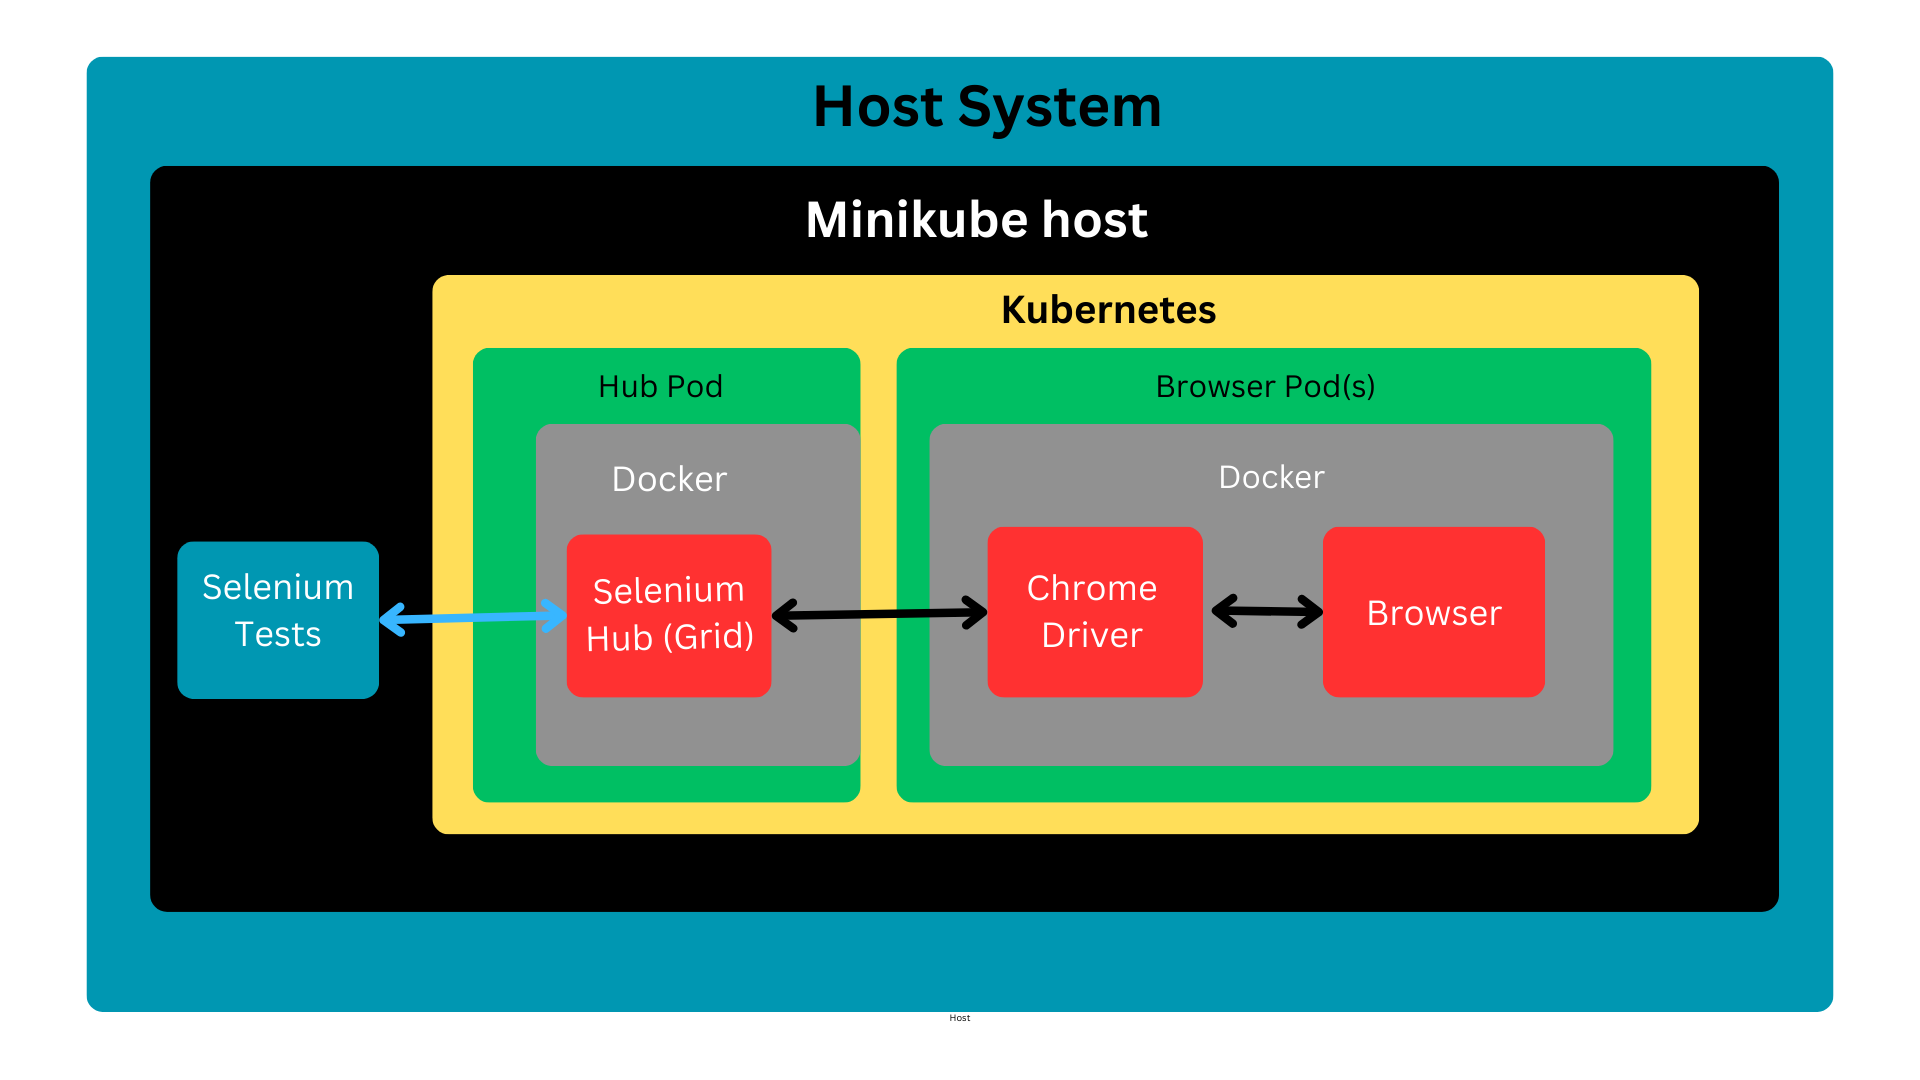 Host System
Minikube host
Kubernetes
Hub Pod
Browser Pod(s)
Docker
Docker
Selenium
Tests
Selenium
Hub (Grid)
Chrome
Driver
Browser
Host